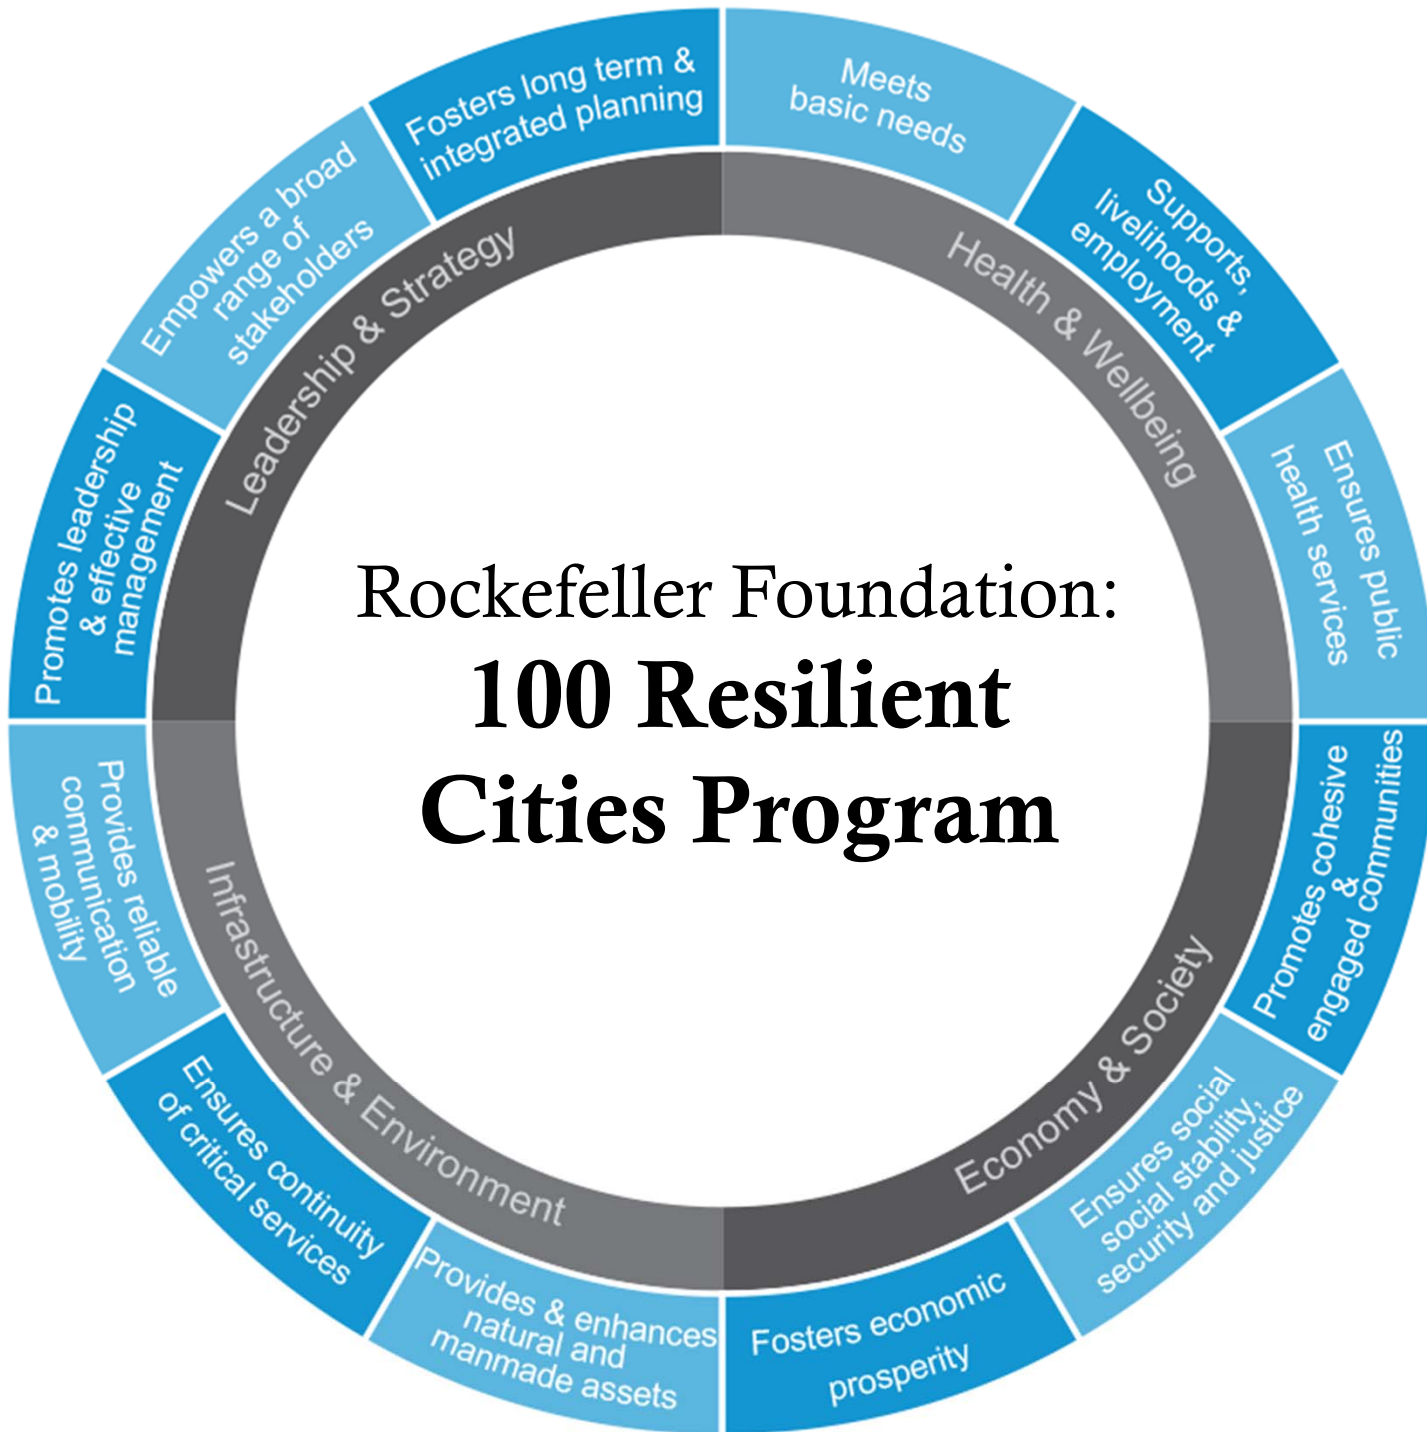 Rockefeller Foundation:
100 Resilient
Cities Program
Health & Wellbeing
Meets
basic needs
Supports,
livelihoods &
employment
Ensures public
health services
Economy & Society
Promotes cohesive
&
engaged communities
Ensures social
social stability,
security and justice
Fosters economic
prosperity
Infrastructure & Environment
Provides & enhances
natural and
manmade assets
Ensures continuity
of critical services
Provides reliable
communication
& mobility
Leadership & Strategy
Promotes leadership
& effective
management
Empowers a broad
range of
stakeholders
Fosters long term &
integrated planning